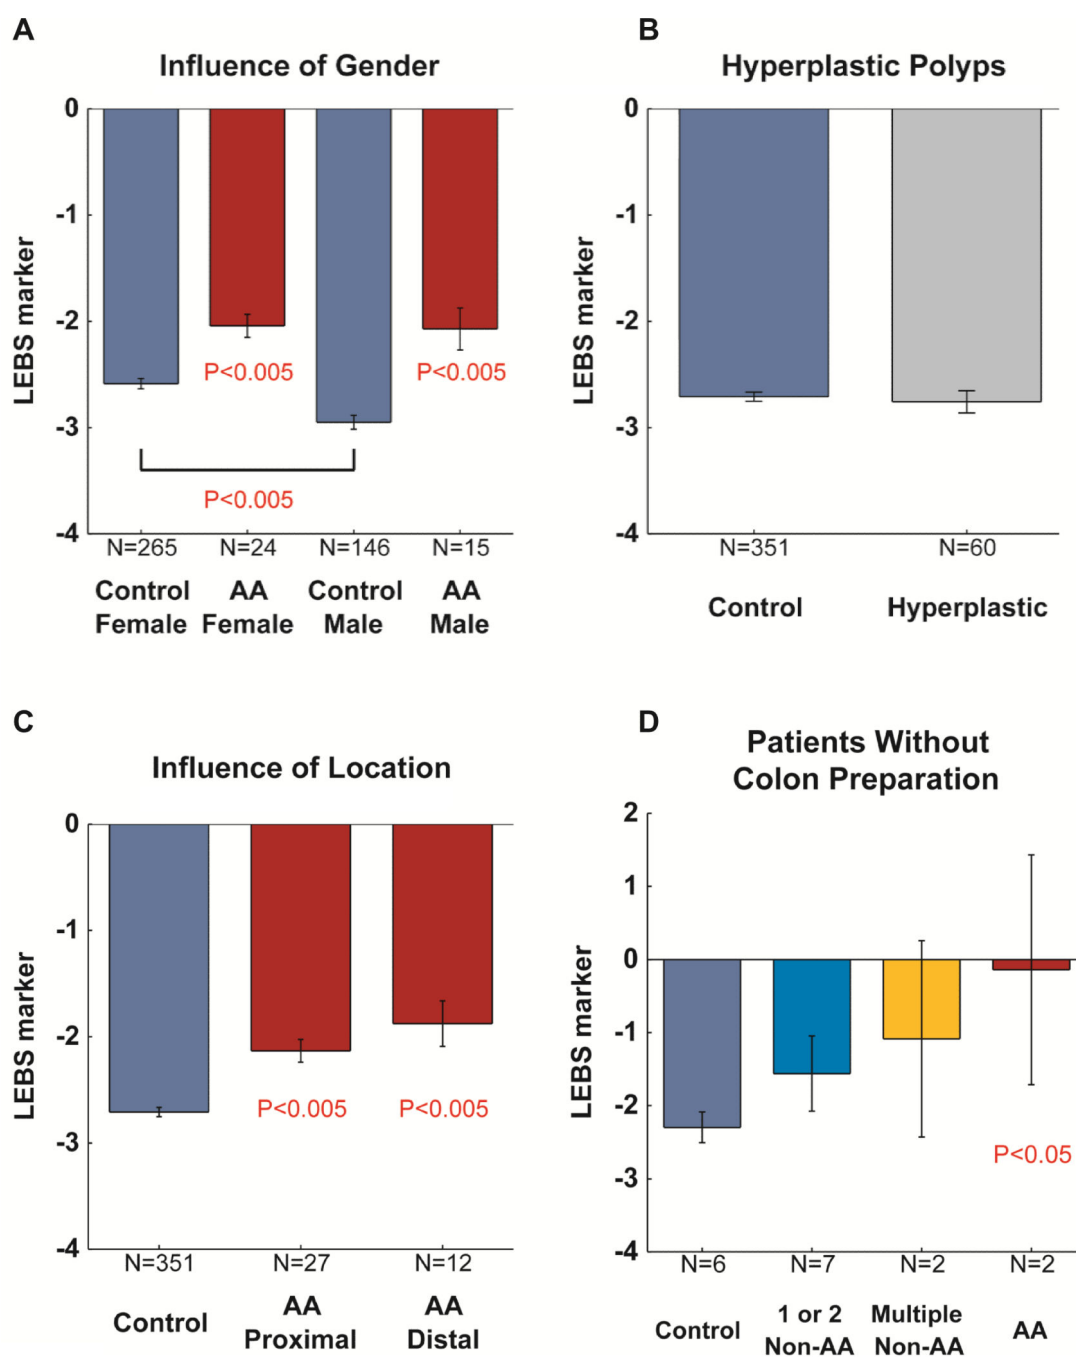 A
Influence of Gender
LEBS marker
0
-1
-2
-3
-4
P<0.005
P<0.005
P<0.005
N=265
N=24
N=146
N=15
Control
Female
AA
Female
Control
Male
AA
Male
B
Hyperplastic Polyps
LEBS marker
0
-1
-2
-3
-4
N=351
N=60
Control
Hyperplastic
C
Influence of Location
LEBS marker
0
-1
-2
-3
-4
P<0.005
P<0.005
N=351
N=27
N=12
Control
AA
Proximal
AA
Distal
D
Patients Without
Colon Preparation
LEBS marker
2
1
0
-1
-2
-3
-4
P<0.05
N=6
N=7
N=2
N=2
Control
1 or 2
Non-AA
Multiple
Non-AA
AA